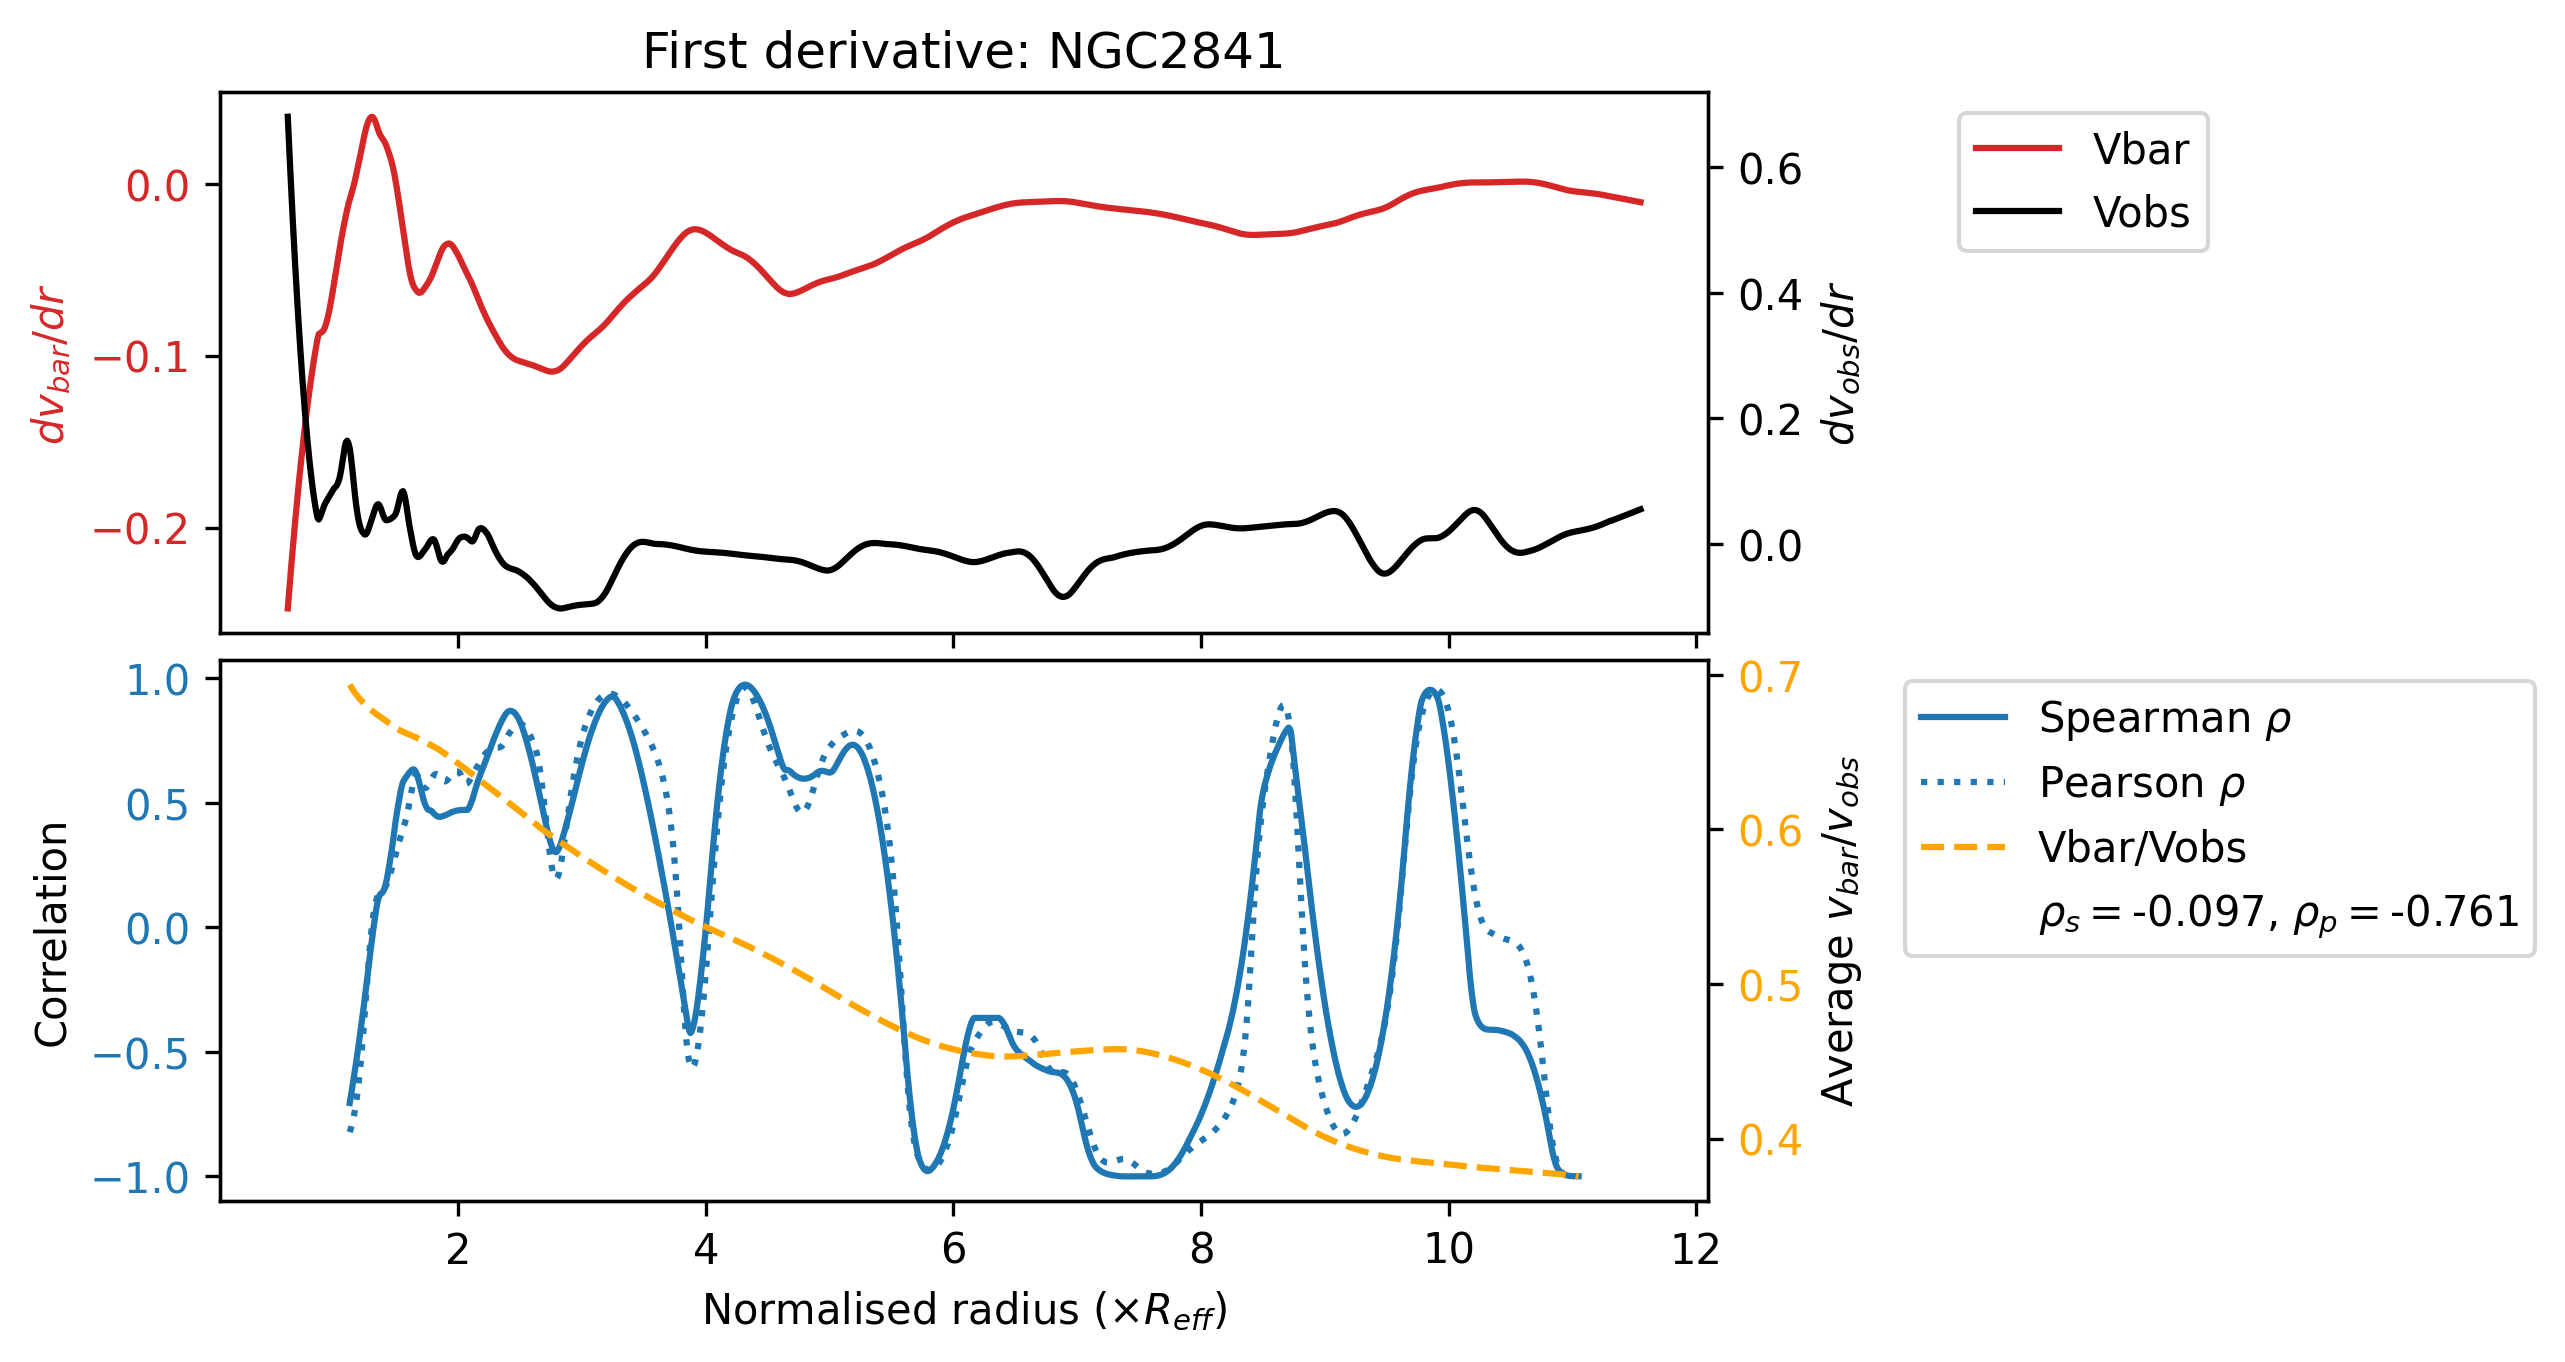 First derivative: NGC2841
0.0
−0.1
−0.2
dv_bar/dr
0.6
0.4
0.2
0.0
dv_obs/dr
Vbar
Vobs
1.0
0.5
0.0
−0.5
−1.0
Correlation
0.7
0.6
0.5
0.4
Average v_bar/v_obs
Spearman ρ
Pearson ρ
Vbar/Vobs
ρ_s = -0.097, ρ_p = -0.761
2 4 6 8 10 12
Normalised radius (×R_eff)